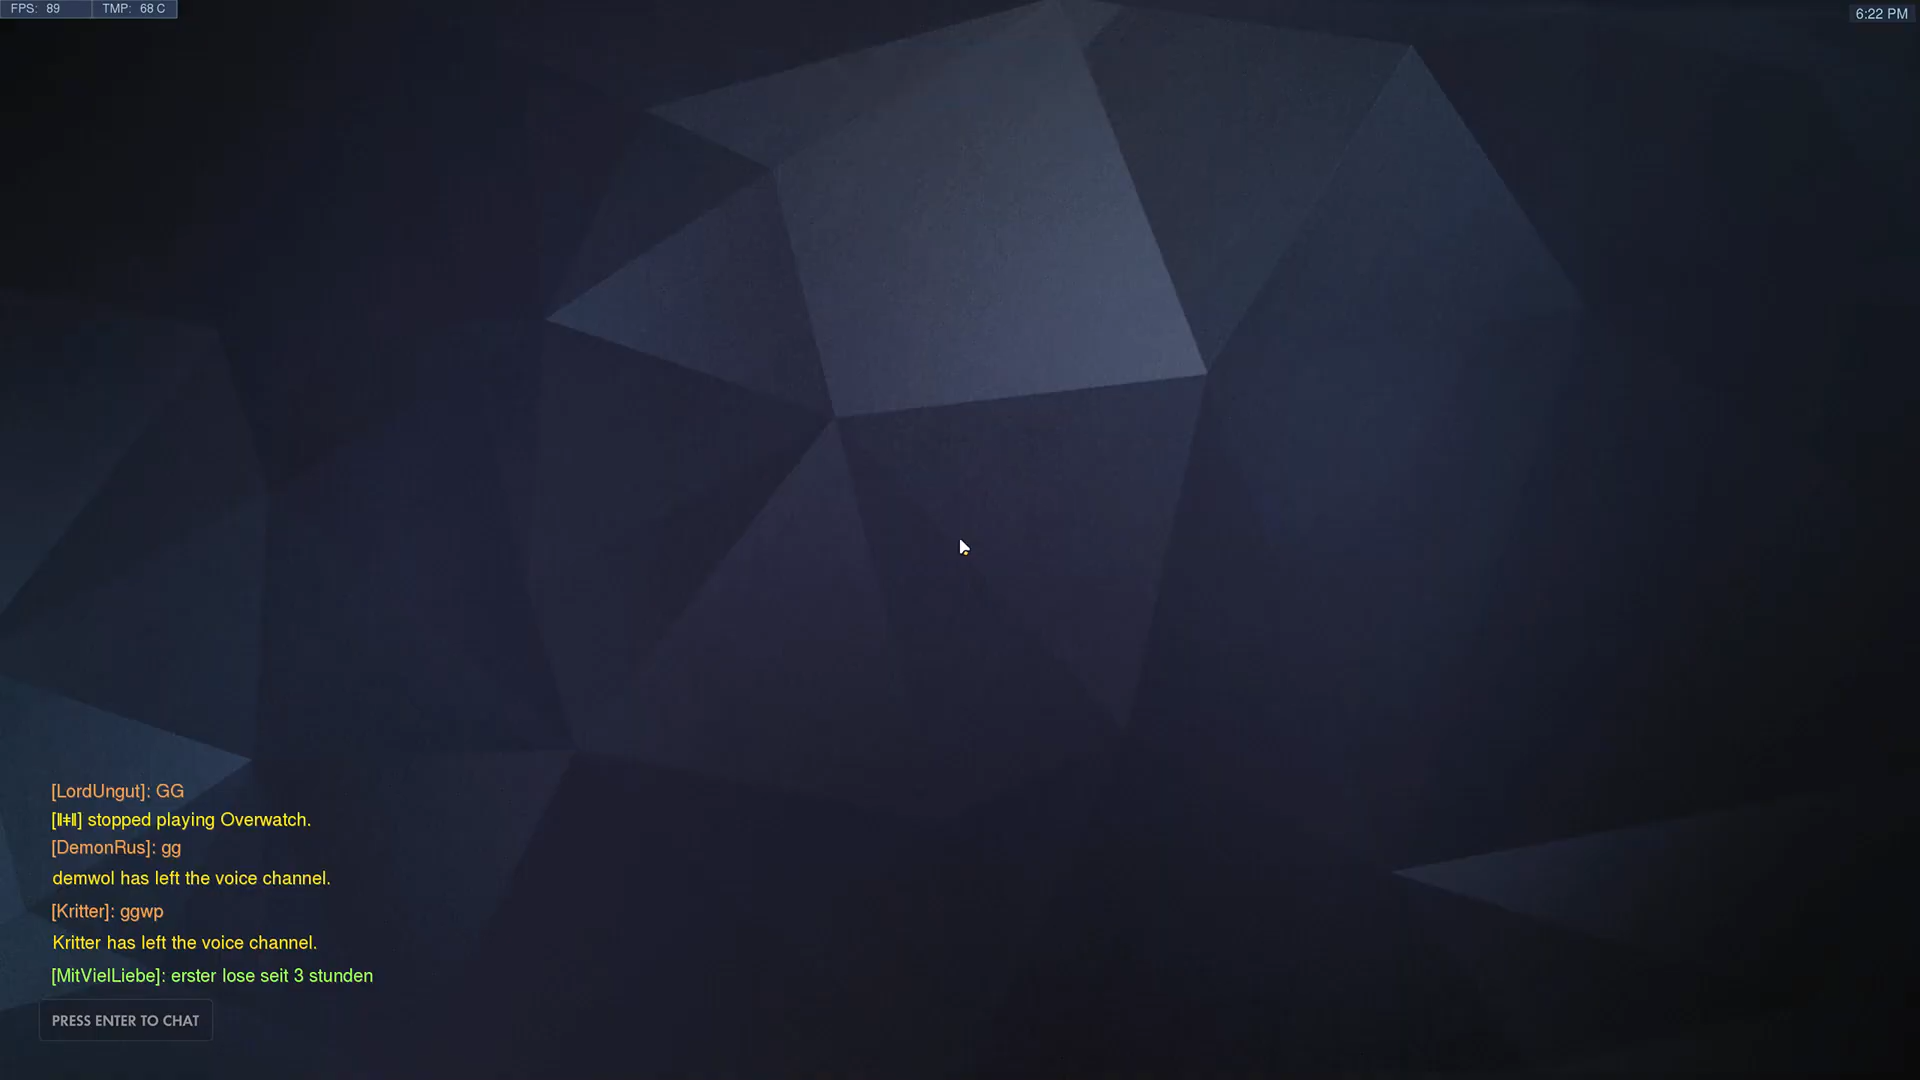 FPS: 89 TMP: 68 C
6:22 PM
[LordUngut]: GG
stopped playing Overwatch.
[DemonRus]: gg
demwol has left the voice channel.
[Kritter]: ggwp
Kritter has left the voice channel.
[MitVielLiebe]: erster lose seit 3 stunden
PRESS ENTER TO CHAT